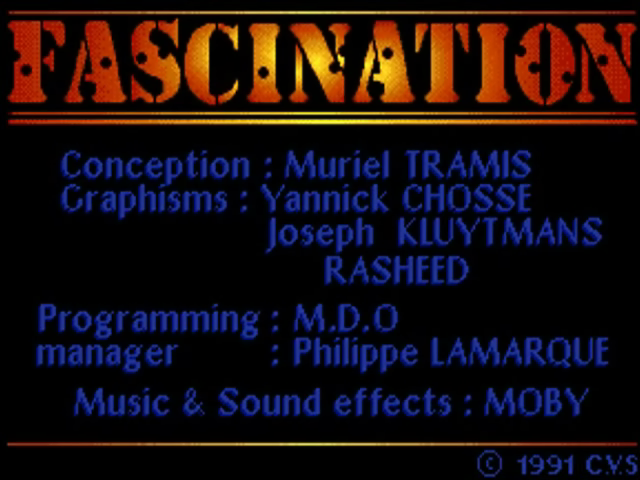 FASCINATION
Conception : Muriel TRAMIS
Graphisms : Yannick CHOSSE
Joseph KLUYTMANS
RASHEED
Programming : M.D.O
manager : Philippe LAMARQUE
Music & Sound effects : MOBY
© 1991 C.V.S